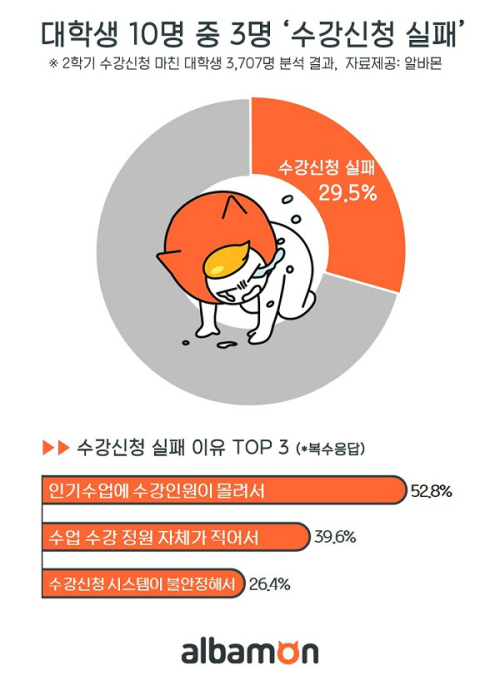 대학생 10명 중 3명 ‘수강신청 실패’
※ 2학기 수강신청 마친 대학생 3,707명 분석 결과, 자료제공: 알바몬
수강신청 실패
29.5%
▶▶ 수강신청 실패 이유 TOP 3 (*복수응답)
인기수업에 수강인원이 몰려서 52.8%
수업 수강 정원 자체가 적어서 39.6%
수강신청 시스템이 불안정해서 26.4%
albamon